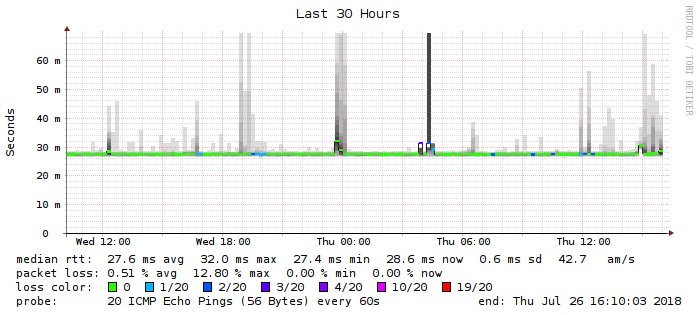 Last 30 Hours
RRDTOOL / TOBI OETIKER
Seconds
60 m
50 m
40 m
30 m
20 m
10 m
0
Wed 12:00 Wed 18:00 Thu 00:00 Thu 06:00 Thu 12:00
median rtt: 27.6 ms avg 32.0 ms max 27.4 ms min 28.6 ms now 0.6 ms sd 42.7 am/s
packet loss: 0.51 % avg 12.80 % max 0.00 % min 0.00 % now
loss color: 0 1/20 2/20 3/20 4/20 10/20 19/20
probe: 20 ICMP Echo Pings (56 Bytes) every 60s end: Thu Jul 26 16:10:03 2018